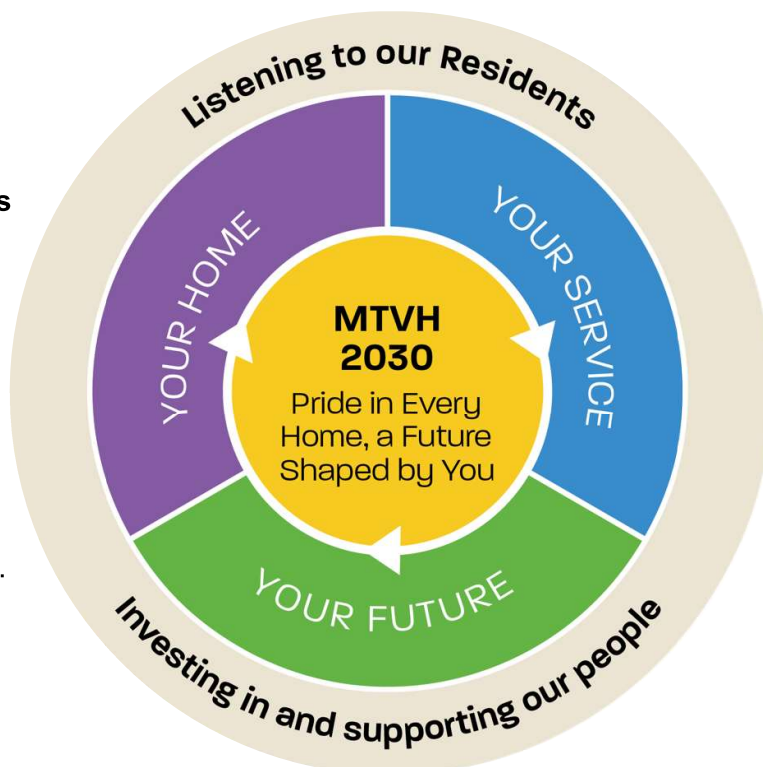 Listening to our Residents
s
YOUR HOME
YOUR SERVICE
MTVH
2030
Pride in Every
Home, a Future
Shaped by You
.
YOUR FUTURE
Investing in and supporting our people